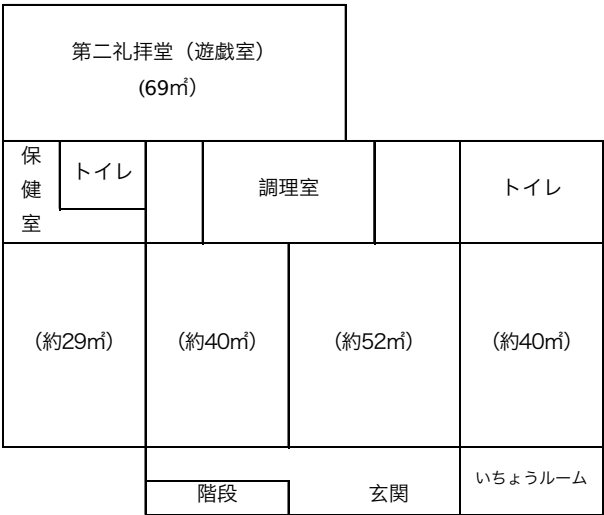 第二礼拝堂（遊戯室）
(69㎡)
保健室
トイレ
調理室
トイレ
(約29㎡)
(約40㎡)
(約52㎡)
(約40㎡)
階段
玄関
いちょうルーム